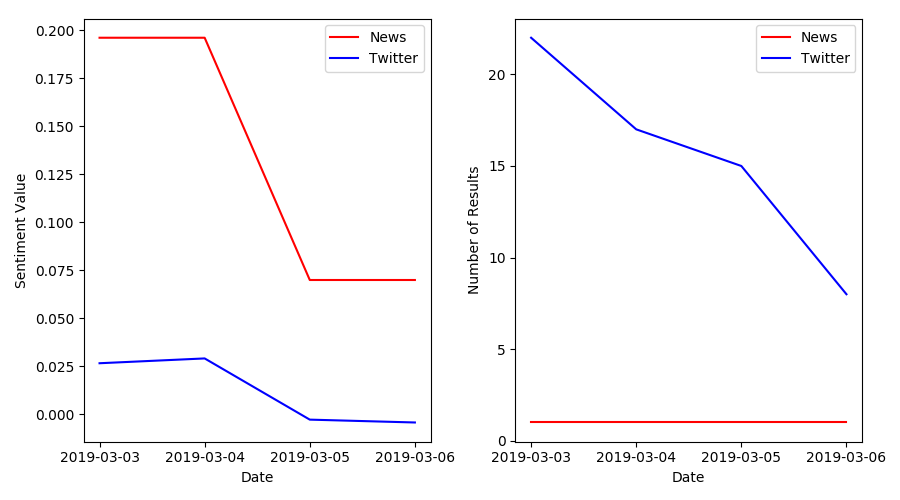 0.200
0.175
0.150
0.125
0.100
0.075
0.050
0.025
0.000
Sentiment Value
News
Twitter
2019-03-03 2019-03-04 2019-03-05 2019-03-06
Date
20
15
10
5
0
Number of Results
News
Twitter
2019-03-03 2019-03-04 2019-03-05 2019-03-06
Date